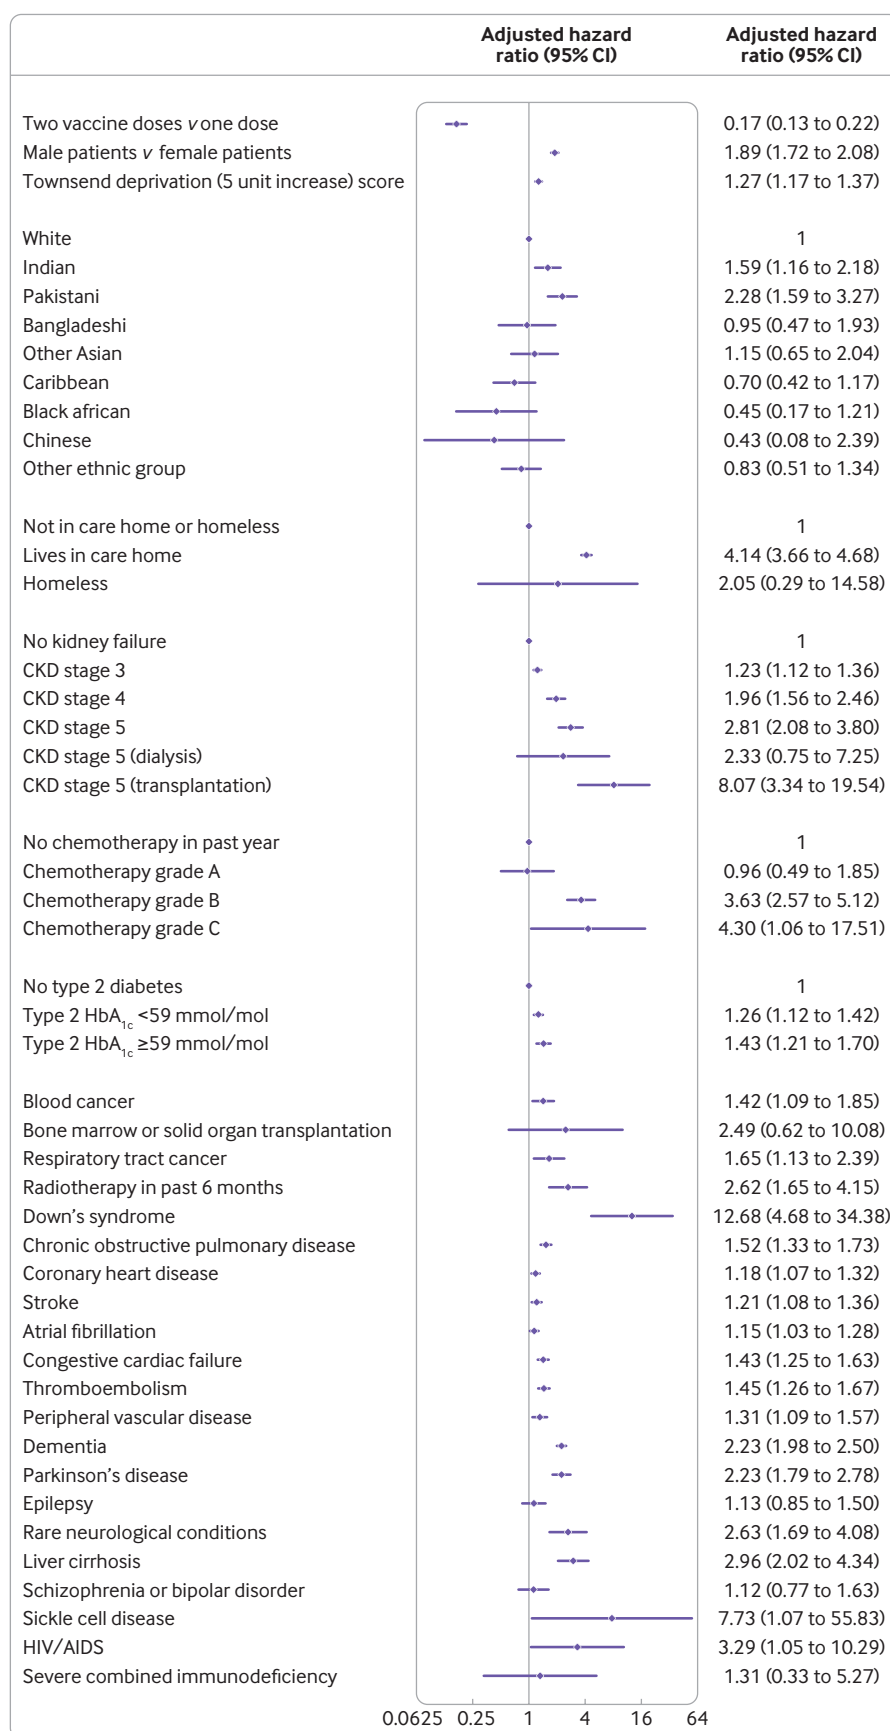 Adjusted hazard
ratio (95% CI)
Adjusted hazard
ratio (95% CI)
Two vaccine doses v one dose 0.17 (0.13 to 0.22)
Male patients v female patients 1.89 (1.72 to 2.08)
Townsend deprivation (5 unit increase) score 1.27 (1.17 to 1.37)
White 1
Indian 1.59 (1.16 to 2.18)
Pakistani 2.28 (1.59 to 3.27)
Bangladeshi 0.95 (0.47 to 1.93)
Other Asian 1.15 (0.65 to 2.04)
Caribbean 0.70 (0.42 to 1.17)
Black african 0.45 (0.17 to 1.21)
Chinese 0.43 (0.08 to 2.39)
Other ethnic group 0.83 (0.51 to 1.34)
Not in care home or homeless 1
Lives in care home 4.14 (3.66 to 4.68)
Homeless 2.05 (0.29 to 14.58)
No kidney failure 1
CKD stage 3 1.23 (1.12 to 1.36)
CKD stage 4 1.96 (1.56 to 2.46)
CKD stage 5 2.81 (2.08 to 3.80)
CKD stage 5 (dialysis) 2.33 (0.75 to 7.25)
CKD stage 5 (transplantation) 8.07 (3.34 to 19.54)
No chemotherapy in past year 1
Chemotherapy grade A 0.96 (0.49 to 1.85)
Chemotherapy grade B 3.63 (2.57 to 5.12)
Chemotherapy grade C 4.30 (1.06 to 17.51)
No type 2 diabetes 1
Type 2 HbA1c <59 mmol/mol 1.26 (1.12 to 1.42)
Type 2 HbA1c ≥59 mmol/mol 1.43 (1.21 to 1.70)
Blood cancer 1.42 (1.09 to 1.85)
Bone marrow or solid organ transplantation 2.49 (0.62 to 10.08)
Respiratory tract cancer 1.65 (1.13 to 2.39)
Radiotherapy in past 6 months 2.62 (1.65 to 4.15)
Down's syndrome 12.68 (4.68 to 34.38)
Chronic obstructive pulmonary disease 1.52 (1.33 to 1.73)
Coronary heart disease 1.18 (1.07 to 1.32)
Stroke 1.21 (1.08 to 1.36)
Atrial fibrillation 1.15 (1.03 to 1.28)
Congestive cardiac failure 1.43 (1.25 to 1.63)
Thromboembolism 1.45 (1.26 to 1.67)
Peripheral vascular disease 1.31 (1.09 to 1.57)
Dementia 2.23 (1.98 to 2.50)
Parkinson's disease 2.23 (1.79 to 2.78)
Epilepsy 1.13 (0.85 to 1.50)
Rare neurological conditions 2.63 (1.69 to 4.08)
Liver cirrhosis 2.96 (2.02 to 4.34)
Schizophrenia or bipolar disorder 1.12 (0.77 to 1.63)
Sickle cell disease 7.73 (1.07 to 55.83)
HIV/AIDS 3.29 (1.05 to 10.29)
Severe combined immunodeficiency 1.31 (0.33 to 5.27)
0.0625 0.25 1 4 16 64